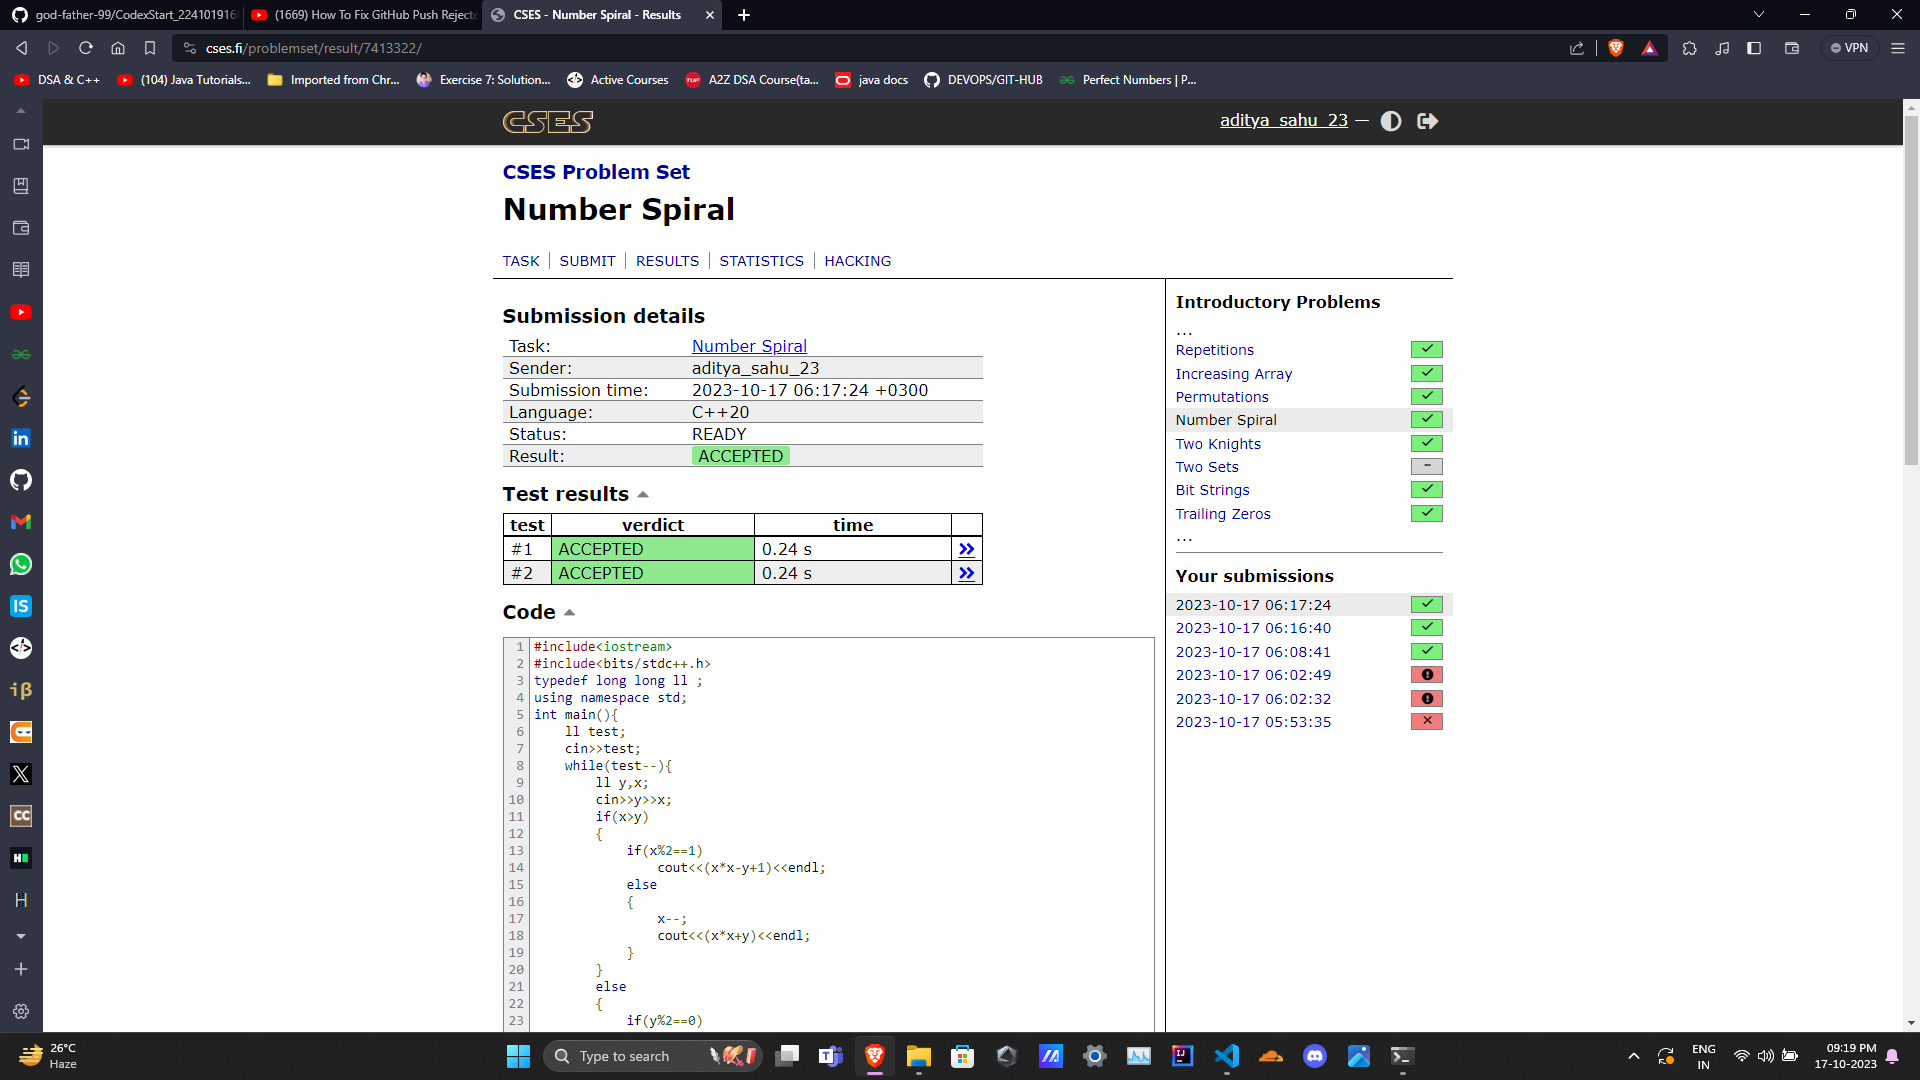 god-father-99/CodexStart_224101916
(1669) How To Fix GitHub Push Rejecte
CSES - Number Spiral - Results
cses.fi/problemset/result/7413322/
VPN
DSA & C++
(104) Java Tutorials...
Imported from Chr...
Exercise 7: Solution...
Active Courses
A2Z DSA Course(ta...
java docs
DEVOPS/GIT-HUB
Perfect Numbers | P...
CSES
aditya_sahu_23 —
CSES Problem Set
Number Spiral
TASK | SUBMIT | RESULTS | STATISTICS | HACKING
Submission details
Task: Number Spiral
Sender: aditya_sahu_23
Submission time: 2023-10-17 06:17:24 +0300
Language: C++20
Status: READY
Result: ACCEPTED
Test results
test verdict time
#1 ACCEPTED 0.24 s »
#2 ACCEPTED 0.24 s »
Code
1 #include<iostream>
2 #include<bits/stdc++.h>
3 typedef long long ll ;
4 using namespace std;
5 int main(){
6 ll test;
7 cin>>test;
8 while(test--){
9 ll y,x;
10 cin>>y>>x;
11 if(x>y)
12 {
13 if(x%2==1)
14 cout<<(x*x-y+1)<<endl;
15 else
16 {
17 x--;
18 cout<<(x*x+y)<<endl;
19 }
20 }
21 else
22 {
23 if(y%2==0)
Introductory Problems
...
Repetitions
Increasing Array
Permutations
Number Spiral
Two Knights
Two Sets –
Bit Strings
Trailing Zeros
...
Your submissions
2023-10-17 06:17:24
2023-10-17 06:16:40
2023-10-17 06:08:41
2023-10-17 06:02:49
2023-10-17 06:02:32
2023-10-17 05:53:35
IS
iβ
CC
H
26°C
Haze
Type to search
ENG
IN
09:19 PM
17-10-2023